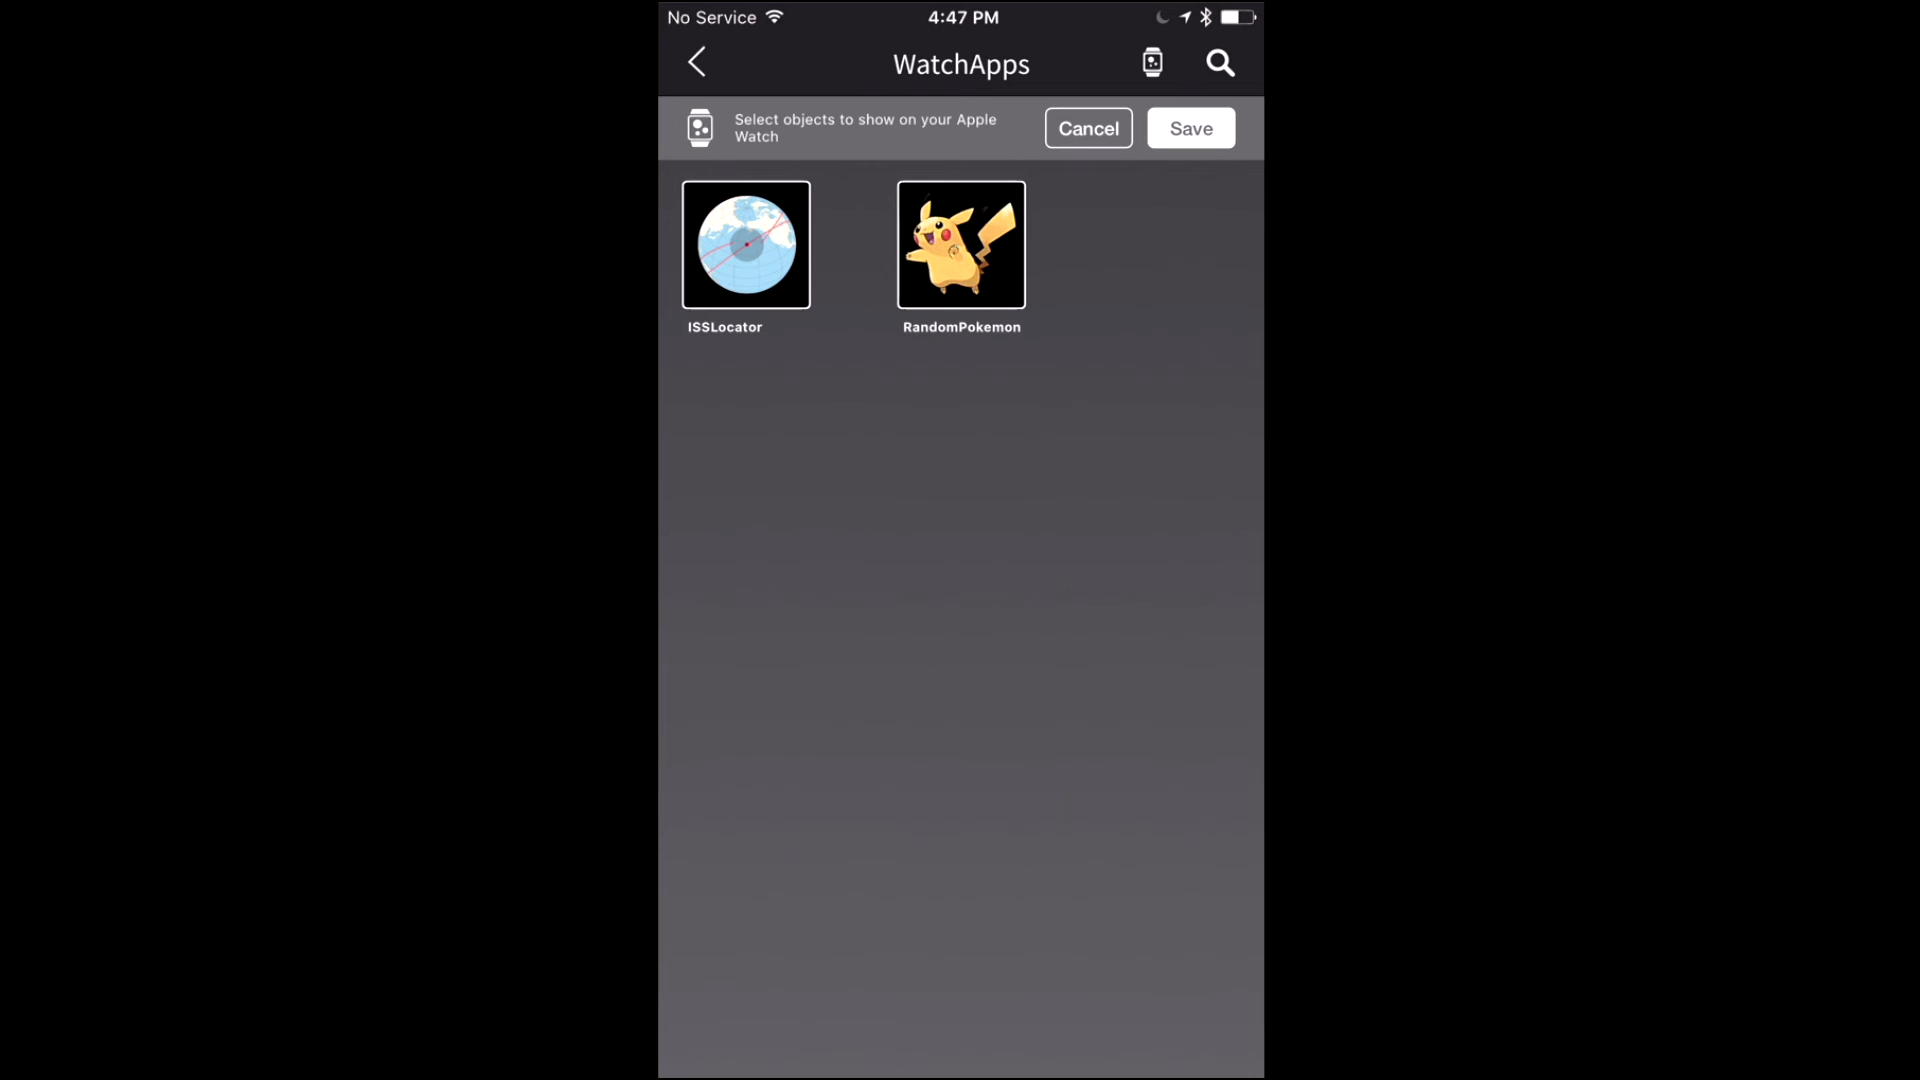 No Service
4:47 PM
WatchApps
Select objects to show on your Apple
Watch
Cancel
Save
ISSLocator
RandomPokemon